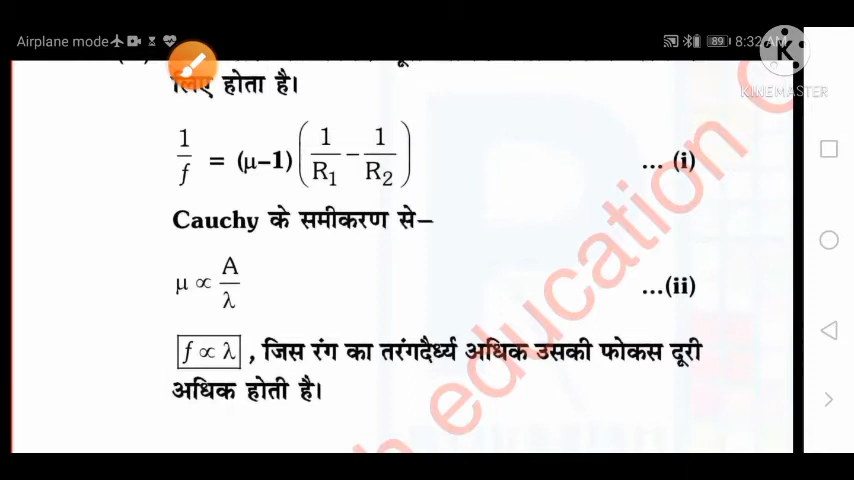 Airplane mode 89 8:32 AM
KINEMASTER
लिए होता है।
1/f = (μ–1) (1/R₁ − 1/R₂) ... (i)
Cauchy के समीकरण से–
μ ∝ A/λ ...(ii)
f ∝ λ , जिस रंग का तरंगदैर्ध्य अधिक उसकी फोकस दूरी
अधिक होती है।
education